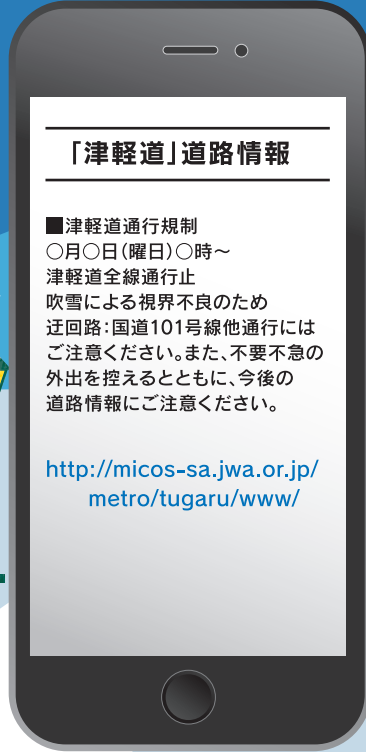 「津軽道」道路情報
■津軽道通行規制
○月○日(曜日)○時～
津軽道全線通行止
吹雪による視界不良のため
迂回路:国道101号線他通行には
ご注意ください。また、不要不急の
外出を控えるとともに、今後の
道路情報にご注意ください。
http://micos-sa.jwa.or.jp/
metro/tugaru/www/